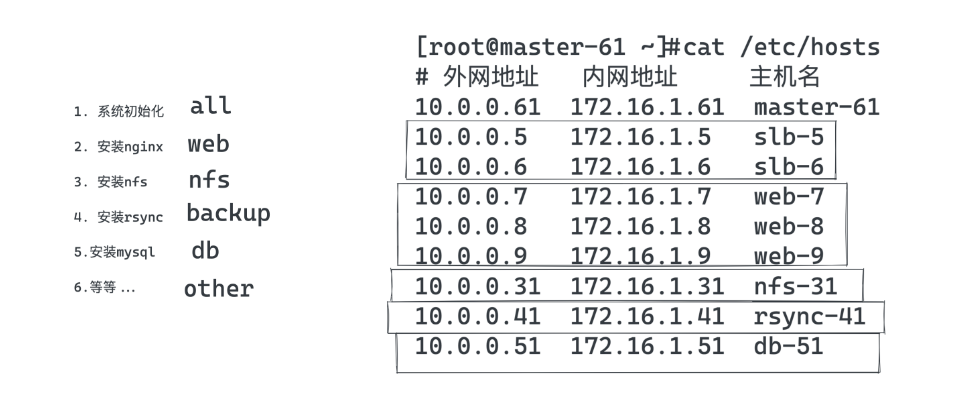 1. 系统初始化 all
2. 安装nginx web
3. 安装nfs nfs
4. 安装rsync backup
5.安装mysql db
6.等等 ... other
[root@master-61 ~]#cat /etc/hosts
# 外网地址 内网地址 主机名
10.0.0.61 172.16.1.61 master-61
10.0.0.5 172.16.1.5 slb-5
10.0.0.6 172.16.1.6 slb-6
10.0.0.7 172.16.1.7 web-7
10.0.0.8 172.16.1.8 web-8
10.0.0.9 172.16.1.9 web-9
10.0.0.31 172.16.1.31 nfs-31
10.0.0.41 172.16.1.41 rsync-41
10.0.0.51 172.16.1.51 db-51